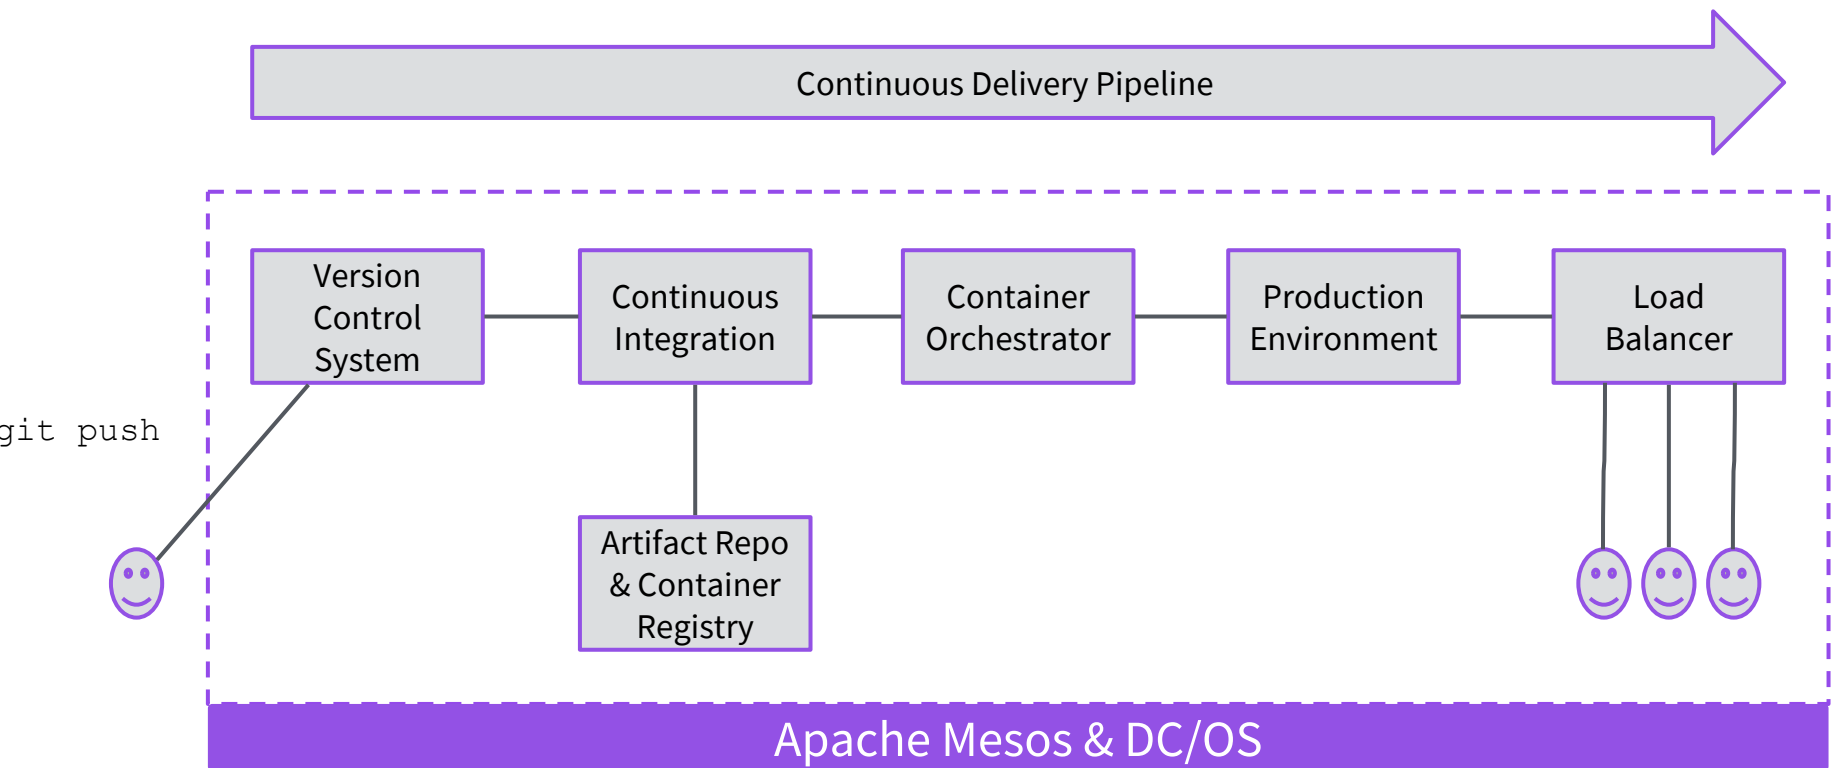 Continuous Delivery Pipeline
Version
Control
System
Continuous
Integration
Container
Orchestrator
Production
Environment
Load
Balancer
git push
Artifact Repo
& Container
Registry
Apache Mesos & DC/OS